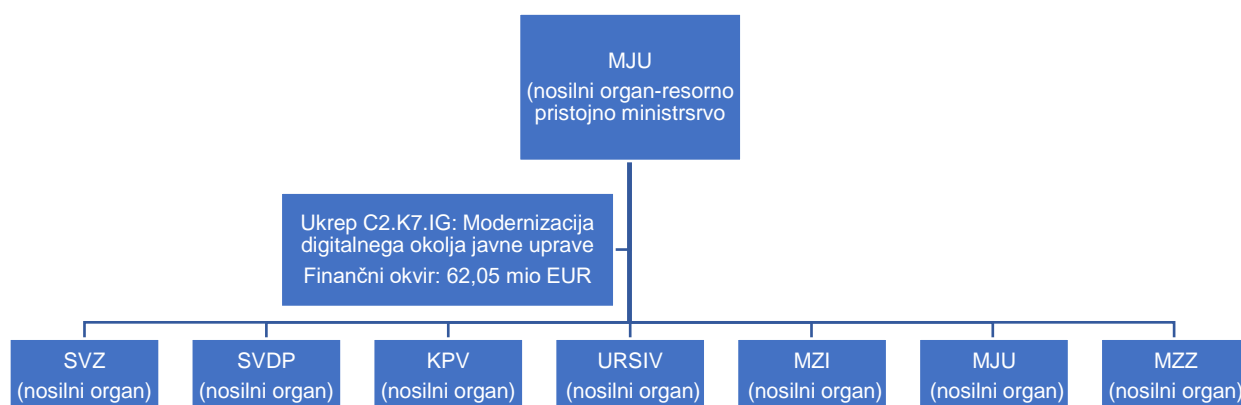 MJU
(nosilni organ-resorno
pristojno ministrsrvo
Ukrep C2.K7.IG: Modernizacija
digitalnega okolja javne uprave
Finančni okvir: 62,05 mio EUR
SVZ
(nosilni organ)
SVDP
(nosilni organ)
KPV
(nosilni organ)
URSIV
(nosilni organ)
MZI
(nosilni organ)
MJU
(nosilni organ)
MZZ
(nosilni organ)